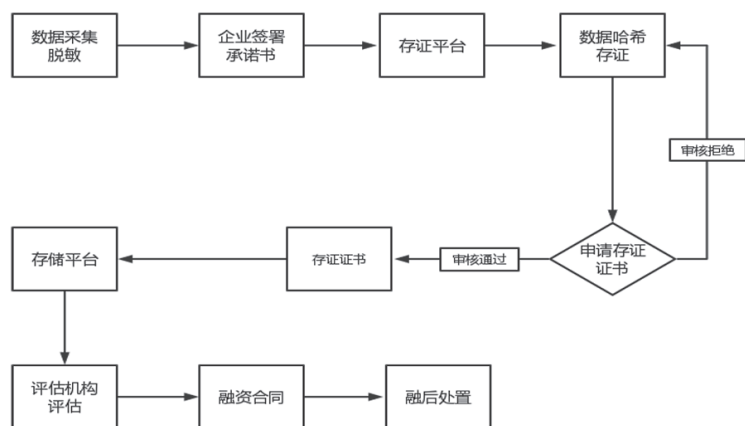 数据采集
脱敏
企业签署
承诺书
存证平台
数据哈希
存证
审核拒绝
申请存证
证书
审核通过
存证证书
存储平台
评估机构
评估
融资合同
融后处置